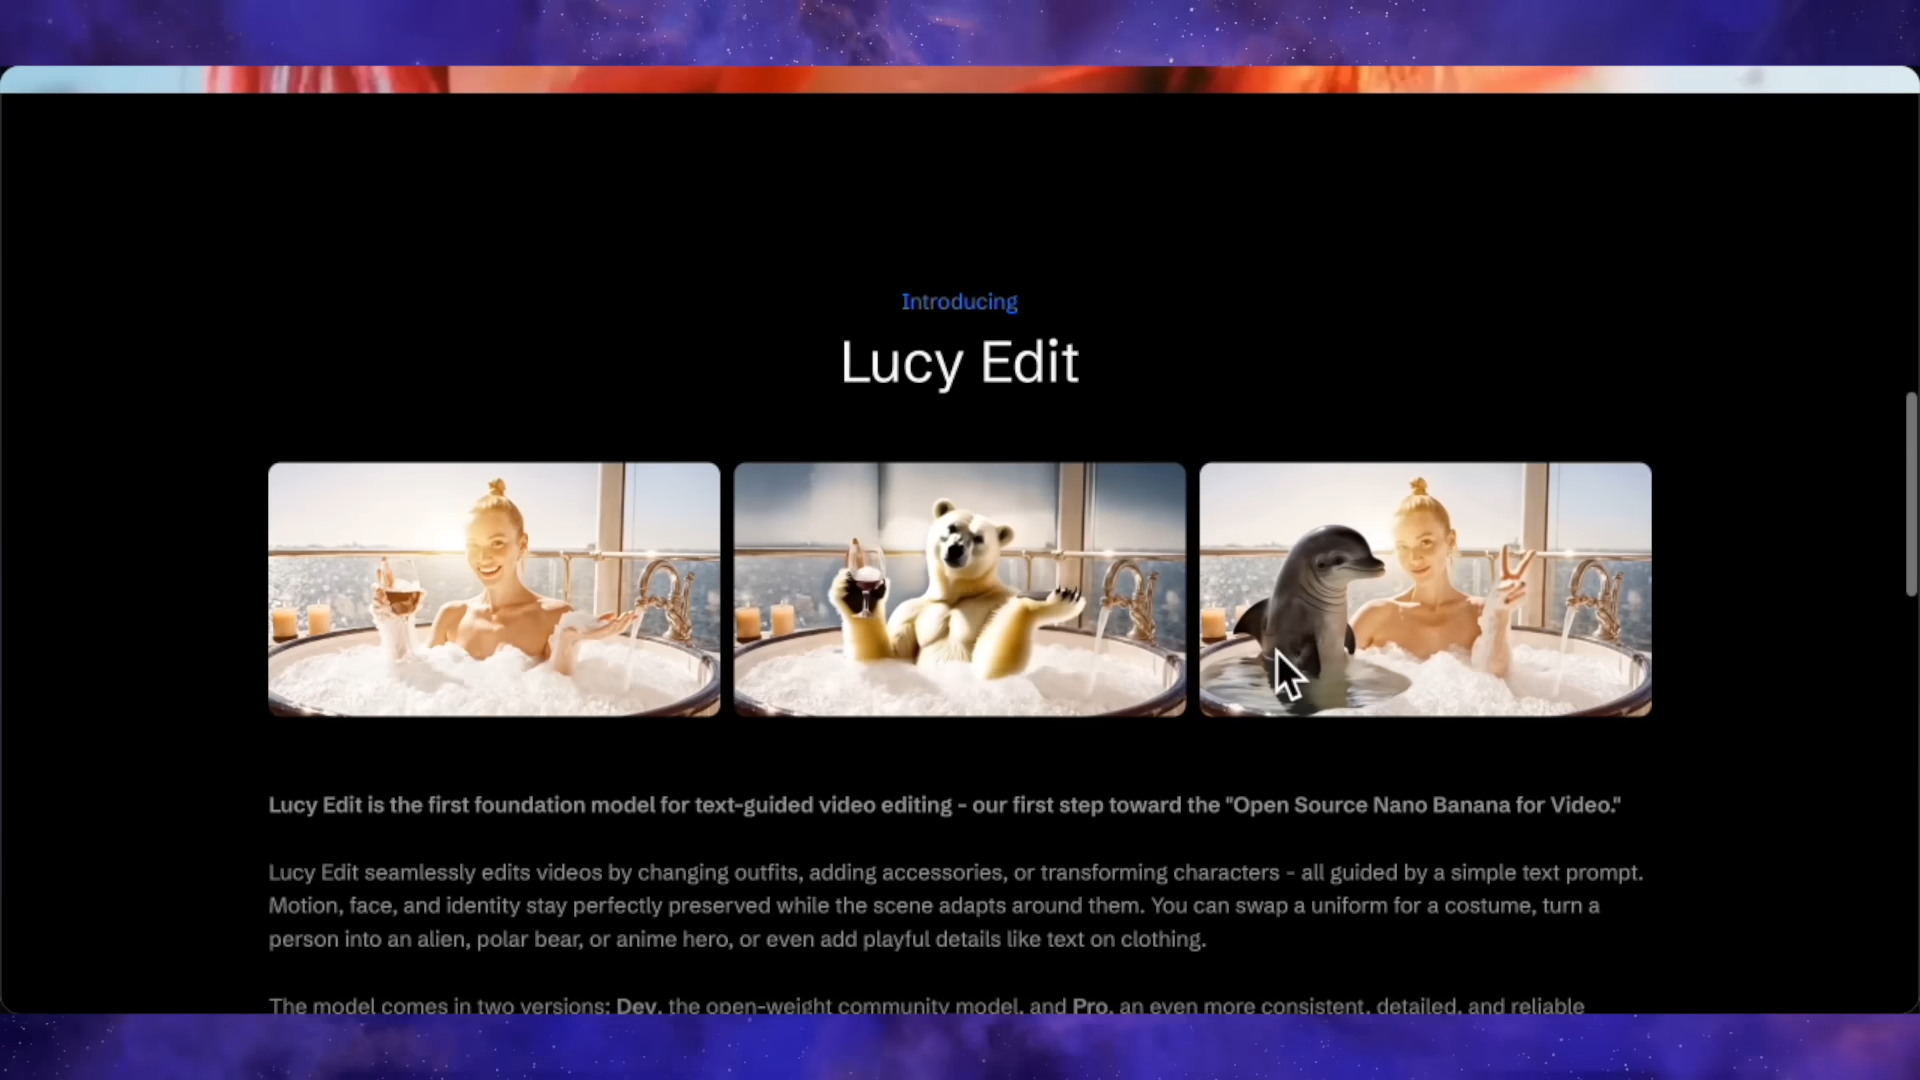 Introducing
Lucy Edit
Lucy Edit is the first foundation model for text-guided video editing - our first step toward the "Open Source Nano Banana for Video."
Lucy Edit seamlessly edits videos by changing outfits, adding accessories, or transforming characters - all guided by a simple text prompt.
Motion, face, and identity stay perfectly preserved while the scene adapts around them. You can swap a uniform for a costume, turn a
person into an alien, polar bear, or anime hero, or even add playful details like text on clothing.
The model comes in two versions: Dev, the open-weight community model, and Pro, an even more consistent, detailed, and reliable